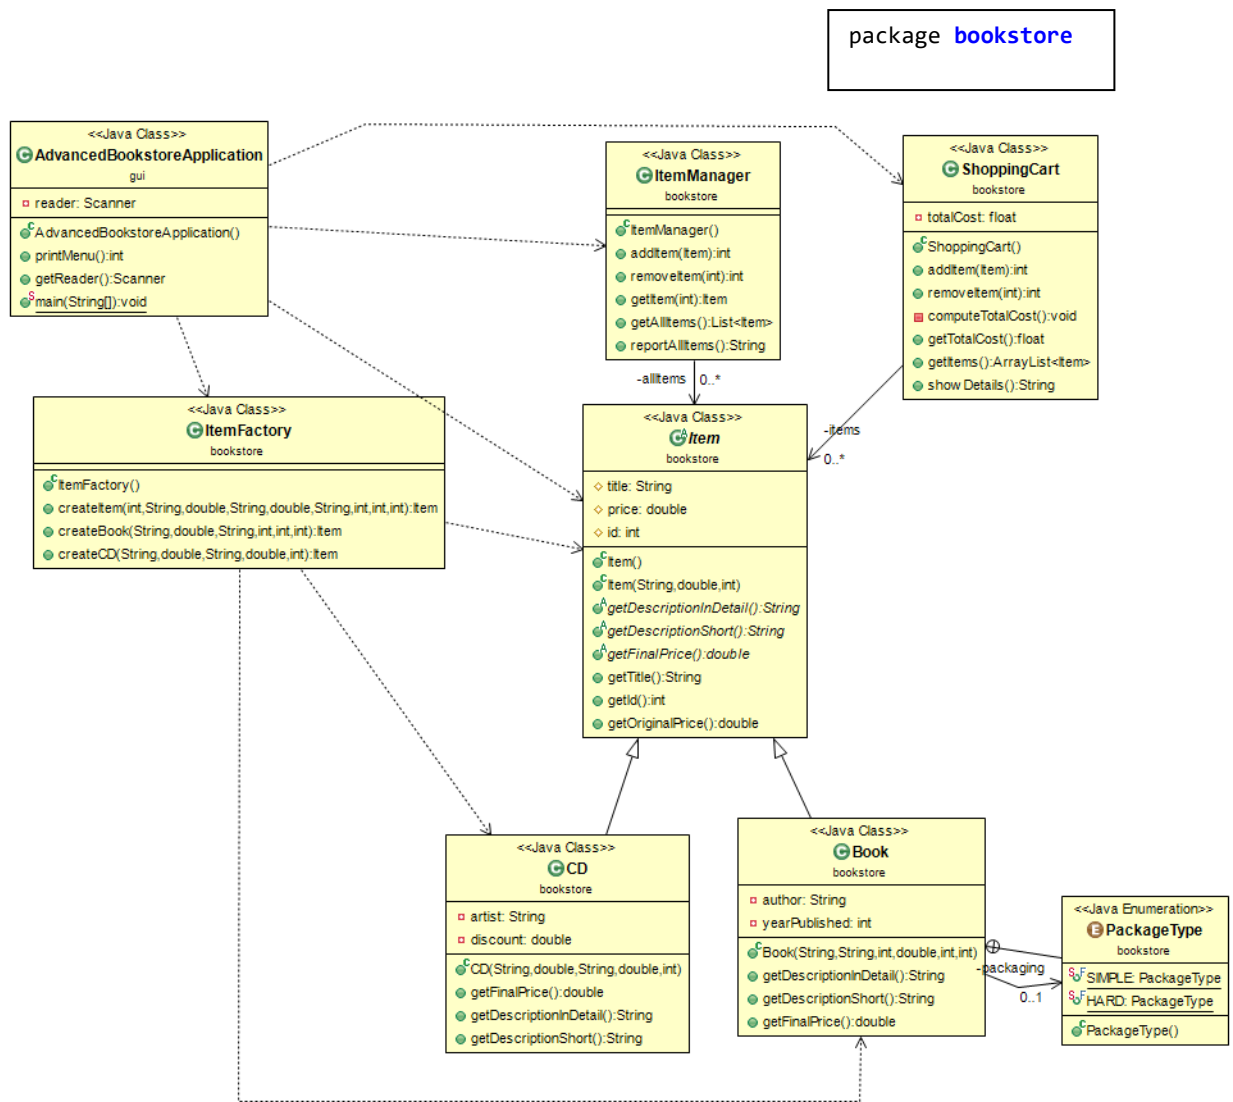 package bookstore
<<Java Class>>
AdvancedBookstoreApplication
gui
reader: Scanner
AdvancedBookstoreApplication()
printMenu():int
getReader():Scanner
main(String[]):void
<<Java Class>>
ItemManager
bookstore
ItemManager()
addItem(Item):int
removeItem(int):int
getItem(int):Item
getAllItems():List<Item>
reportAllItems():String
<<Java Class>>
ShoppingCart
bookstore
totalCost: float
ShoppingCart()
addItem(Item):int
removeItem(int):int
computeTotalCost():void
getTotalCost():float
getItems():ArrayList<Item>
showDetails():String
-allItems 0..*
-items
0..*
<<Java Class>>
ItemFactory
bookstore
ItemFactory()
createItem(int,String,double,String,double,String,int,int,int):Item
createBook(String,double,String,int,int,int):Item
createCD(String,double,String,double,int):Item
<<Java Class>>
Item
bookstore
title: String
price: double
id: int
Item()
Item(String,double,int)
getDescriptionInDetail():String
getDescriptionShort():String
getFinalPrice():double
getTitle():String
getId():int
getOriginalPrice():double
<<Java Class>>
CD
bookstore
artist: String
discount: double
CD(String,double,String,double,int)
getFinalPrice():double
getDescriptionInDetail():String
getDescriptionShort():String
<<Java Class>>
Book
bookstore
author: String
yearPublished: int
Book(String,String,int,double,int,int)
getDescriptionInDetail():String
getDescriptionShort():String
getFinalPrice():double
-packaging
0..1
<<Java Enumeration>>
PackageType
bookstore
SIMPLE: PackageType
HARD: PackageType
PackageType()